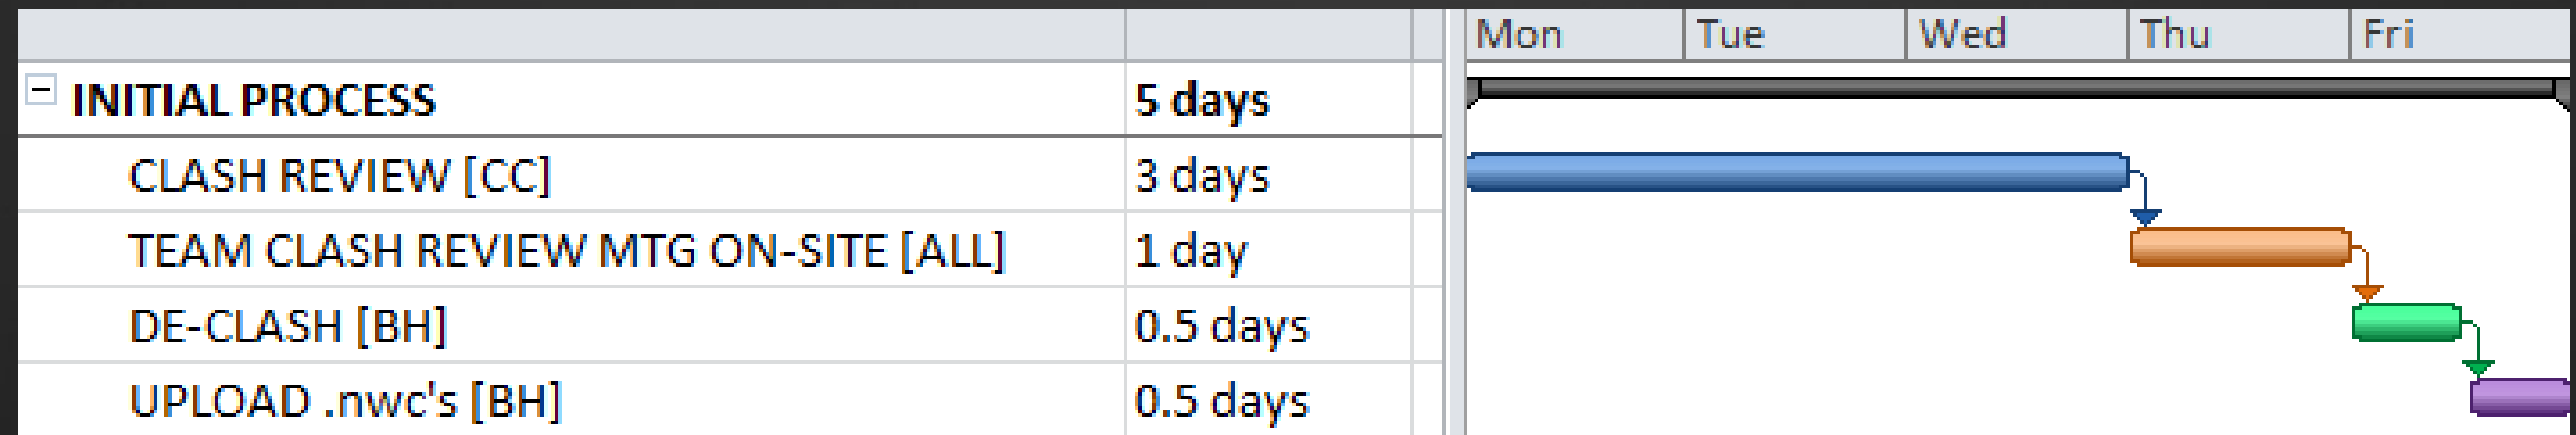 Mon Tue Wed Thu Fri
INITIAL PROCESS 5 days
CLASH REVIEW [CC] 3 days
TEAM CLASH REVIEW MTG ON-SITE [ALL] 1 day
DE-CLASH [BH] 0.5 days
UPLOAD .nwc's [BH] 0.5 days